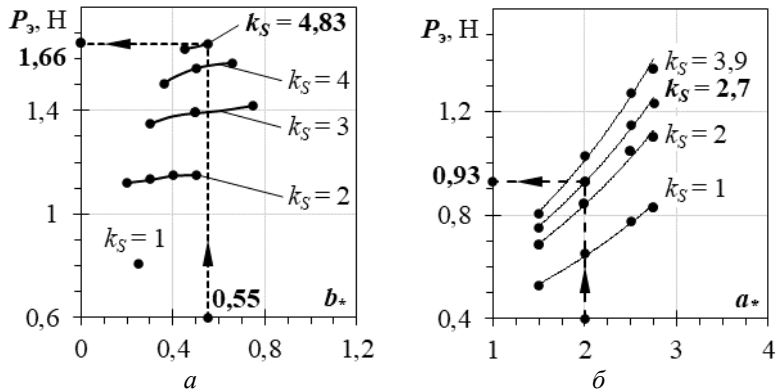 Pэ, Н
1,66
1,4
1
0,6
kS = 4,83
kS = 4
kS = 3
kS = 2
kS = 1
0,55
b*
0 0,4 0,8 1,2
а
Pэ, Н
1,2
0,93
0,8
0,4
kS = 3,9
kS = 2,7
kS = 2
kS = 1
a*
1 2 3 4
б